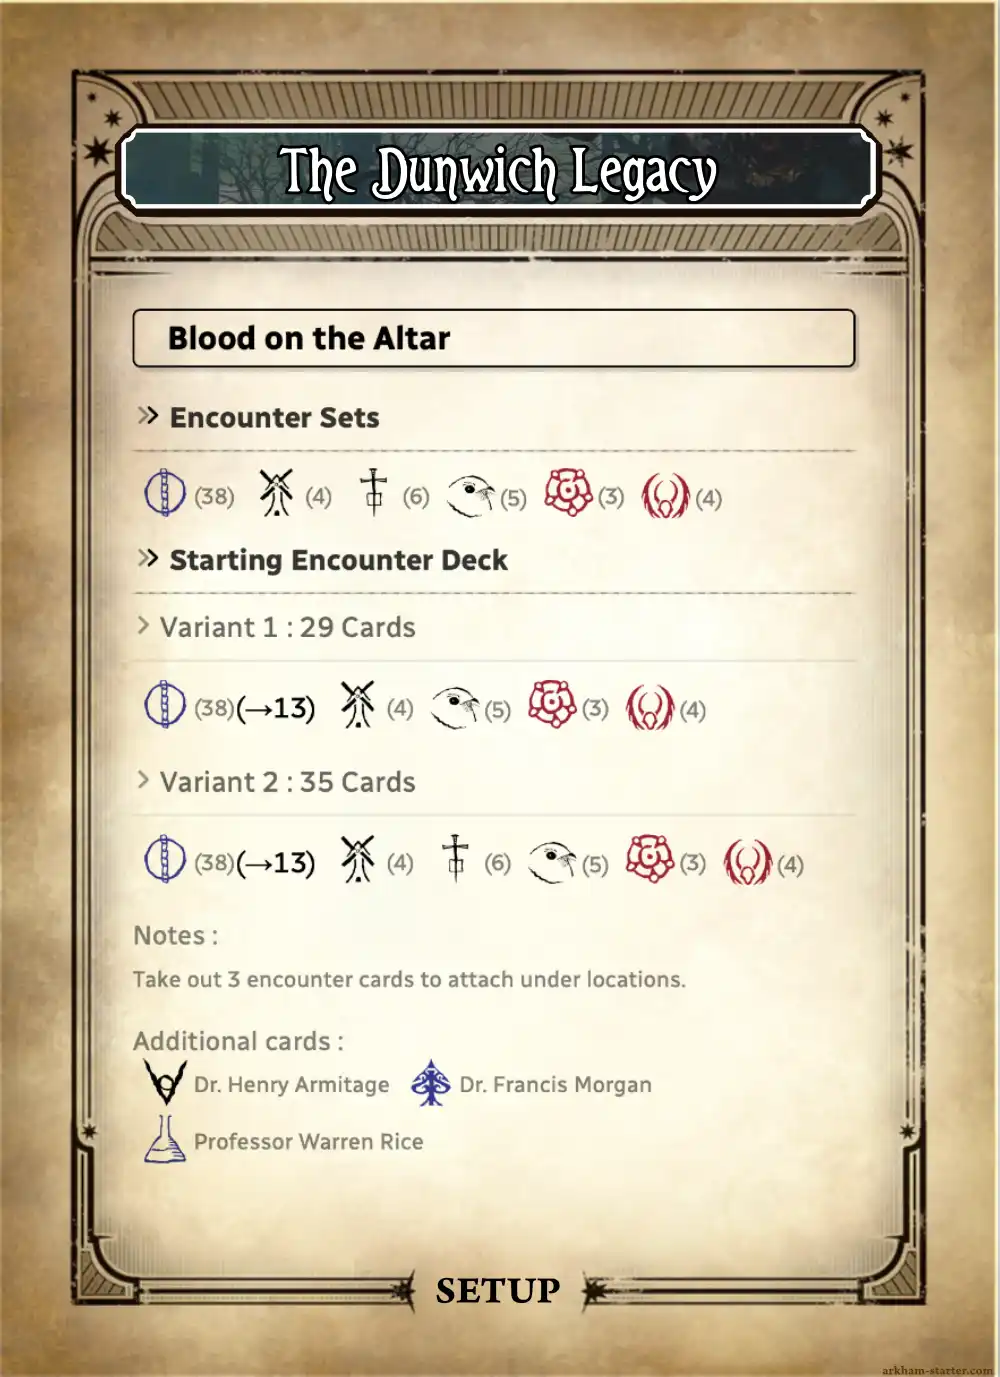 The Dunwich Legacy
Blood on the Altar
Encounter Sets
(38) (4) (6) (5) (3) (4)
Starting Encounter Deck
Variant 1 : 29 Cards
(38)(→13) (4) (5) (3) (4)
Variant 2 : 35 Cards
(38)(→13) (4) (6) (5) (3) (4)
Notes :
Take out 3 encounter cards to attach under locations.
Additional cards :
Dr. Henry Armitage Dr. Francis Morgan
Professor Warren Rice
SETUP
arkham-starter.com